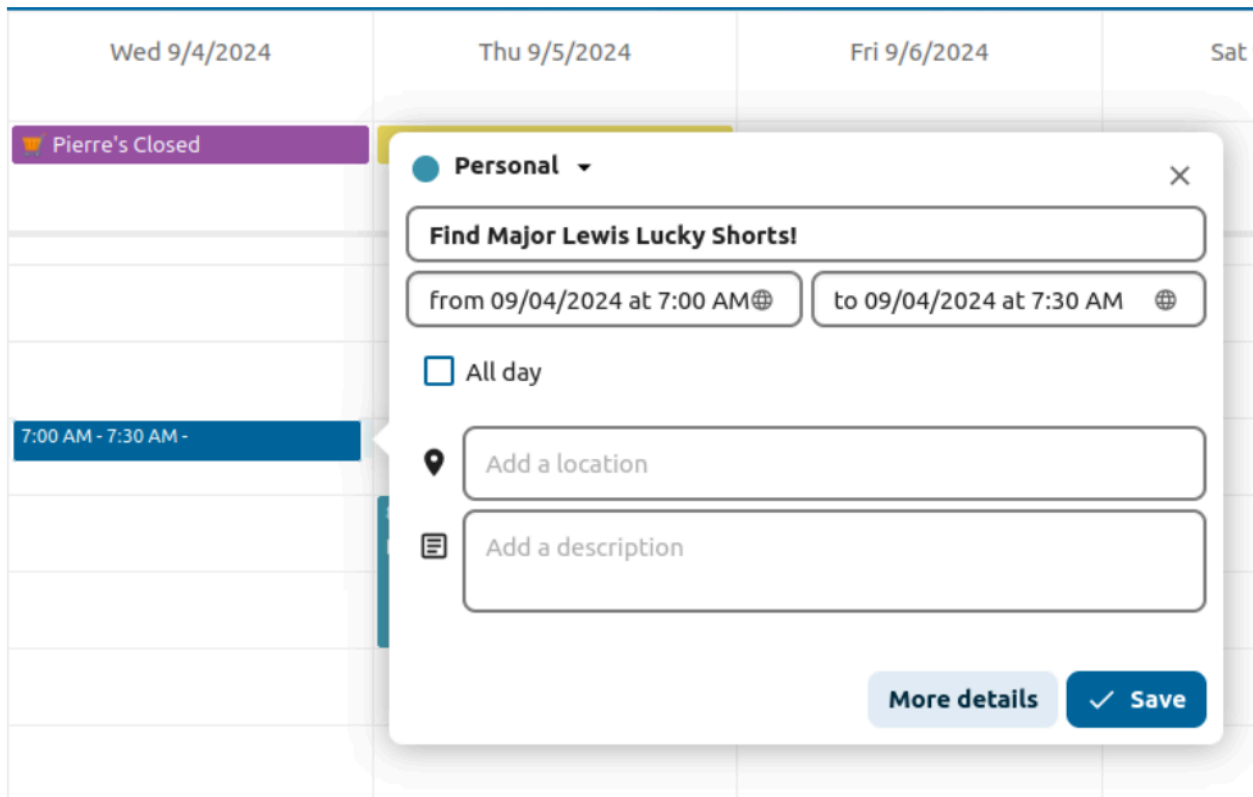 Wed 9/4/2024
Thu 9/5/2024
Fri 9/6/2024
Sat
Pierre's Closed
Personal
Find Major Lewis Lucky Shorts!
from 09/04/2024 at 7:00 AM
to 09/04/2024 at 7:30 AM
All day
7:00 AM - 7:30 AM -
Add a location
Add a description
More details
Save